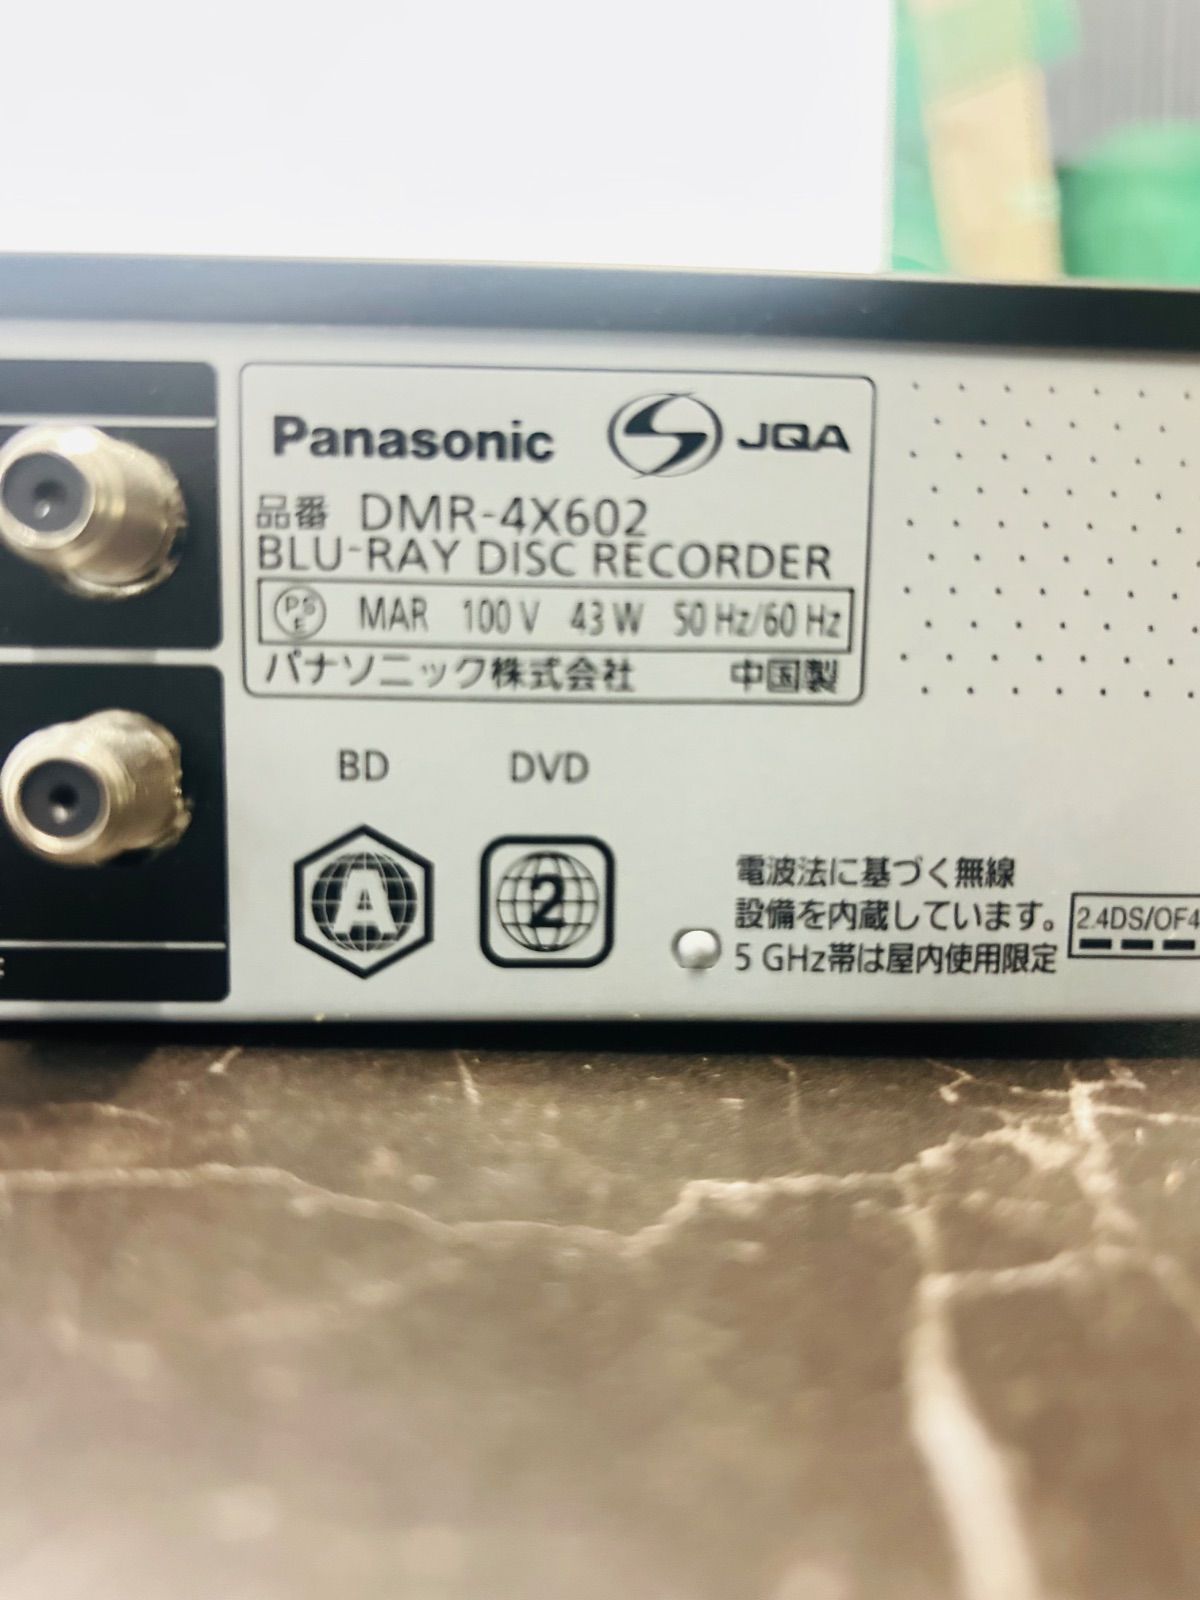 Panasonic JQA
品番 DMR-4X602
BLU-RAY DISC RECORDER
PSE MAR 100 V 43 W 50 Hz/60 Hz
パナソニック株式会社 中国製
BD DVD
A 2
電波法に基づく無線
設備を内蔵しています。
5 GHz帯は屋内使用限定
2.4DS/OF4